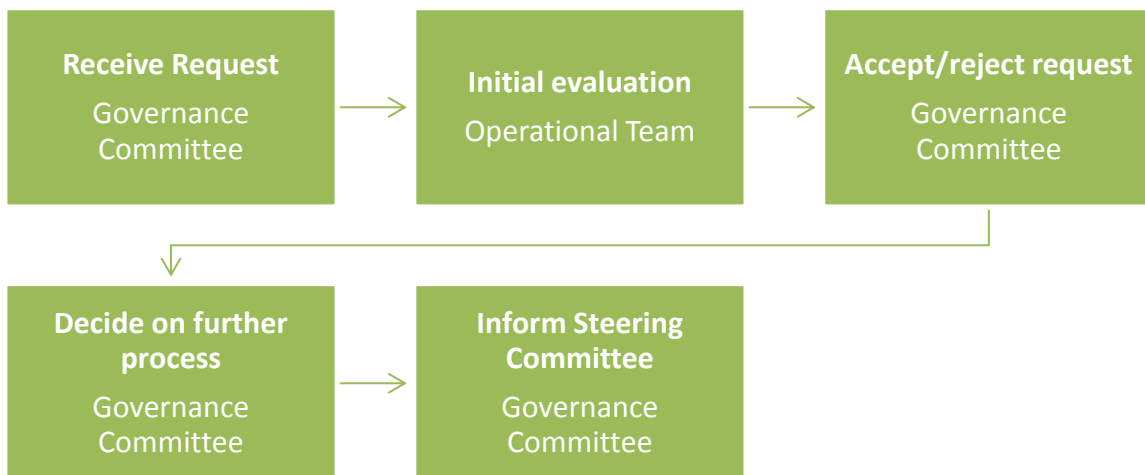 Receive Request
Governance
Committee
Initial evaluation
Operational Team
Accept/reject request
Governance
Committee
Decide on further
process
Governance
Committee
Inform Steering
Committee
Governance
Committee